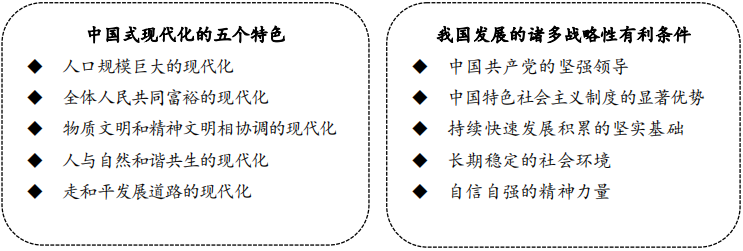 中国式现代化的五个特色
◆ 人口规模巨大的现代化
◆ 全体人民共同富裕的现代化
◆ 物质文明和精神文明相协调的现代化
◆ 人与自然和谐共生的现代化
◆ 走和平发展道路的现代化
我国发展的诸多战略性有利条件
◆ 中国共产党的坚强领导
◆ 中国特色社会主义制度的显著优势
◆ 持续快速发展积累的坚实基础
◆ 长期稳定的社会环境
◆ 自信自强的精神力量